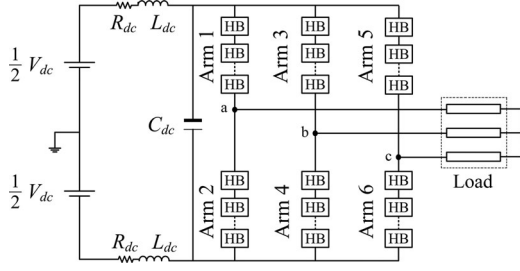 R_dc L_dc
Arm 1
HB
HB
HB
Arm 3
HB
HB
HB
Arm 5
HB
HB
HB
1/2 V_dc
a
b
c
C_dc
Load
1/2 V_dc
Arm 2
HB
HB
HB
Arm 4
HB
HB
HB
Arm 6
HB
HB
HB
R_dc L_dc